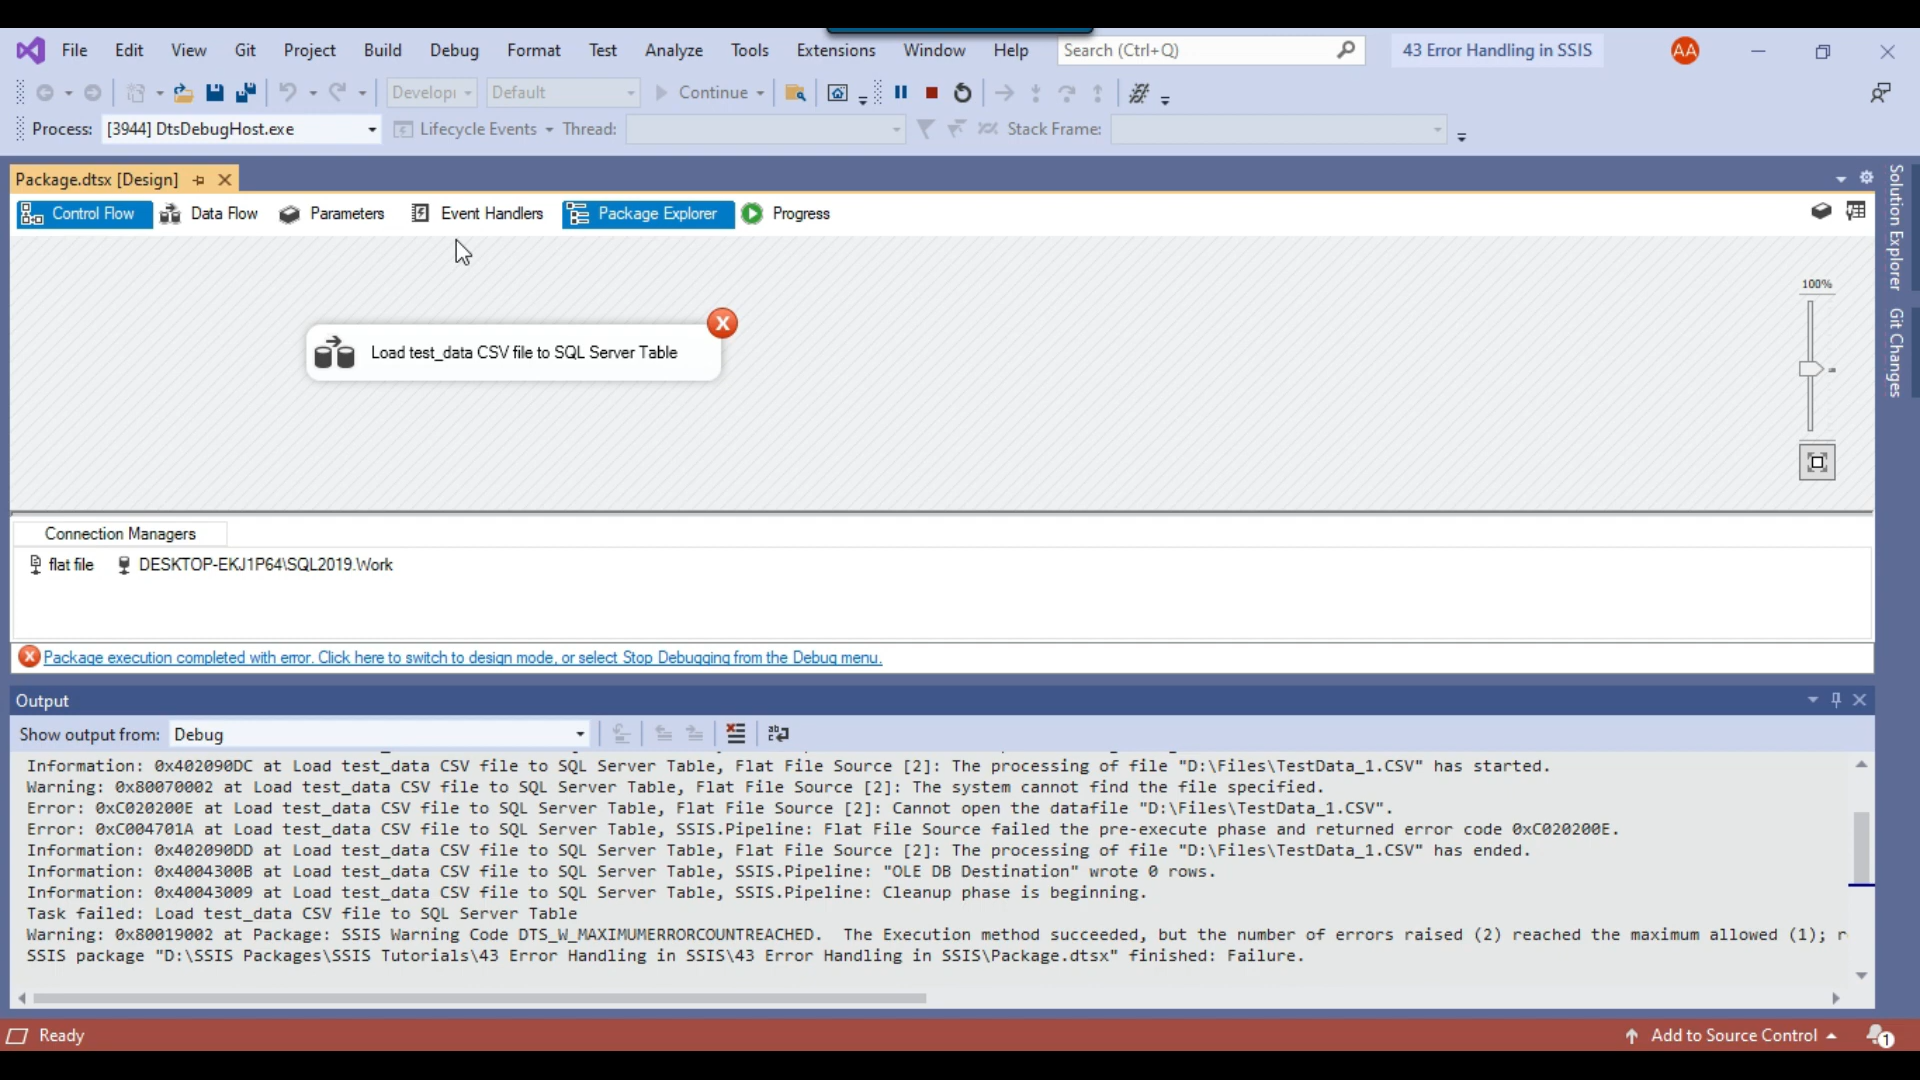 File Edit View Git Project Build Debug Format Test Analyze Tools Extensions Window Help Search (Ctrl+Q) 43 Error Handling in SSIS AA
Developi Default Continue
Process: [3944] DtsDebugHost.exe Lifecycle Events Thread: Stack Frame:
Package.dtsx [Design]
Control Flow Data Flow Parameters Event Handlers Package Explorer Progress
Solution Explorer
Git Changes
100%
Load test_data CSV file to SQL Server Table
Connection Managers
flat file DESKTOP-EKJ1P64\SQL2019.Work
Package execution completed with error. Click here to switch to design mode, or select Stop Debugging from the Debug menu.
Output
Show output from: Debug
Information: 0x402090DC at Load test_data CSV file to SQL Server Table, Flat File Source [2]: The processing of file "D:\Files\TestData_1.CSV" has started.
Warning: 0x80070002 at Load test_data CSV file to SQL Server Table, Flat File Source [2]: The system cannot find the file specified.
Error: 0xC020200E at Load test_data CSV file to SQL Server Table, Flat File Source [2]: Cannot open the datafile "D:\Files\TestData_1.CSV".
Error: 0xC004701A at Load test_data CSV file to SQL Server Table, SSIS.Pipeline: Flat File Source failed the pre-execute phase and returned error code 0xC020200E.
Information: 0x402090DD at Load test_data CSV file to SQL Server Table, Flat File Source [2]: The processing of file "D:\Files\TestData_1.CSV" has ended.
Information: 0x4004300B at Load test_data CSV file to SQL Server Table, SSIS.Pipeline: "OLE DB Destination" wrote 0 rows.
Information: 0x40043009 at Load test_data CSV file to SQL Server Table, SSIS.Pipeline: Cleanup phase is beginning.
Task failed: Load test_data CSV file to SQL Server Table
Warning: 0x80019002 at Package: SSIS Warning Code DTS_W_MAXIMUMERRORCOUNTREACHED.  The Execution method succeeded, but the number of errors raised (2) reached the maximum allowed (1); r
SSIS package "D:\SSIS Packages\SSIS Tutorials\43 Error Handling in SSIS\43 Error Handling in SSIS\Package.dtsx" finished: Failure.
Ready Add to Source Control 1